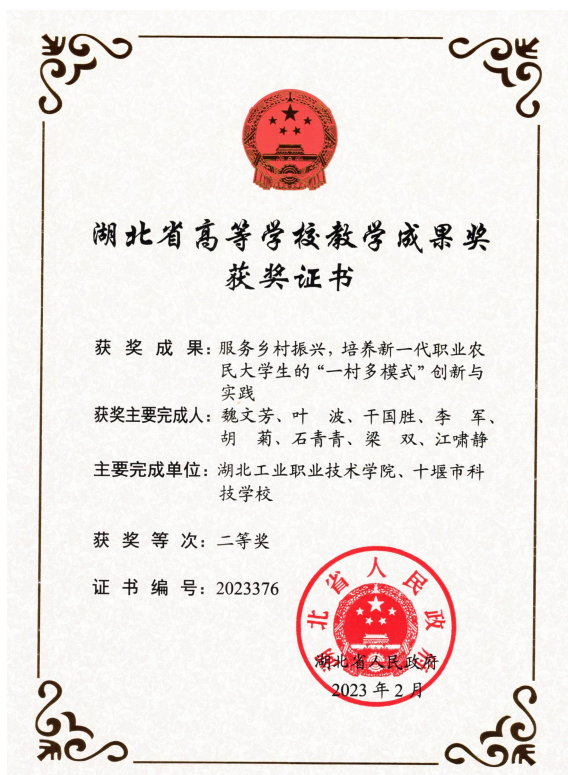 湖北省高等学校教学成果奖
获奖证书
获奖成果：服务乡村振兴，培养新一代职业农
民大学生的“一村多模式”创新与
实践
获奖主要完成人：魏文芳、叶　波、干国胜、李　军、
胡　菊、石青青、梁　双、江啸静
主要完成单位：湖北工业职业技术学院、十堰市科
技学校
获奖等次：二等奖
证书编号：2023376
湖北省人民政府
湖北省人民政府
2023年2月